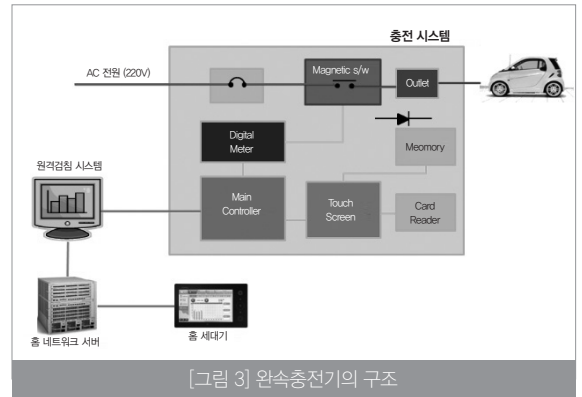 충전 시스템
AC 전원 (220V)
Magnetic s/w
Outlet
Digital
Meter
Meomory
원격검침 시스템
Main
Controller
Touch
Screen
Card
Reader
홈 네트워크 서버
홈 세대기
[그림 3] 완속충전기의 구조